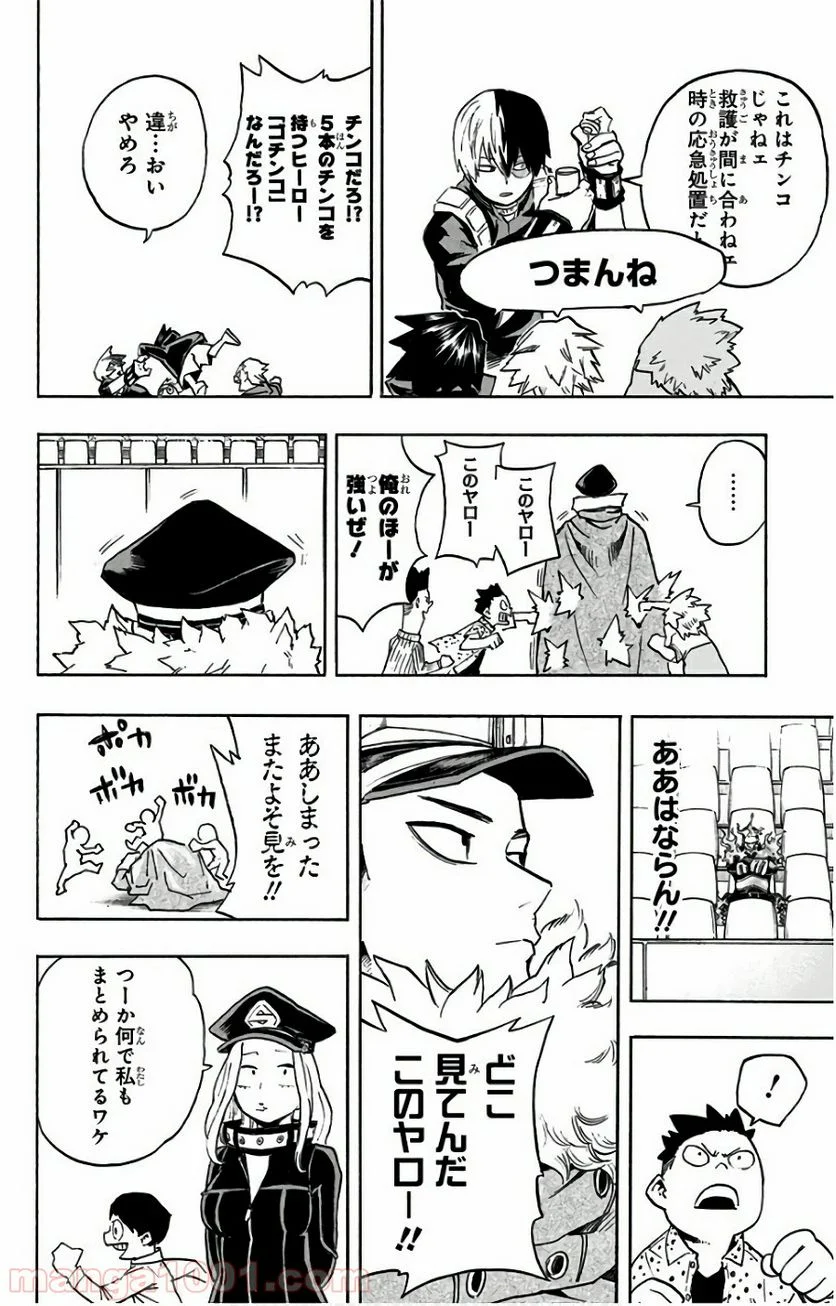 これはチンコ
じゃねェ
救護が間に合わねェ
時の応急処置だ
つまんね
チンコだろ!?
5本のチンコを
持つヒーロー
「ゴチンコ」
なんだろー!?
違…おい
やめろ
……
このヤロー
このヤロー
俺のほーが
強いぜ!
ああはならん!!
!
どこ
見てんだ
このヤロー!!
ああしまった
またよそ見を!!
ポカ
ボカ
つーか何で私も
まとめられてるワケ
manga1001.com